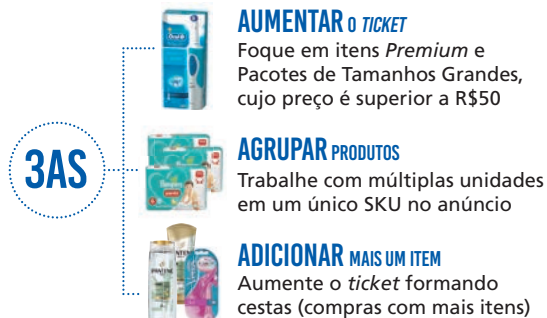 AUMENTAR O TICKET
Foque em itens Premium e
Pacotes de Tamanhos Grandes,
cujo preço é superior a R$50
3AS
AGRUPAR PRODUTOS
Trabalhe com múltiplas unidades
em um único SKU no anúncio
Pampers
ADICIONAR MAIS UM ITEM
Aumente o ticket formando
cestas (compras com mais itens)
PANTENE